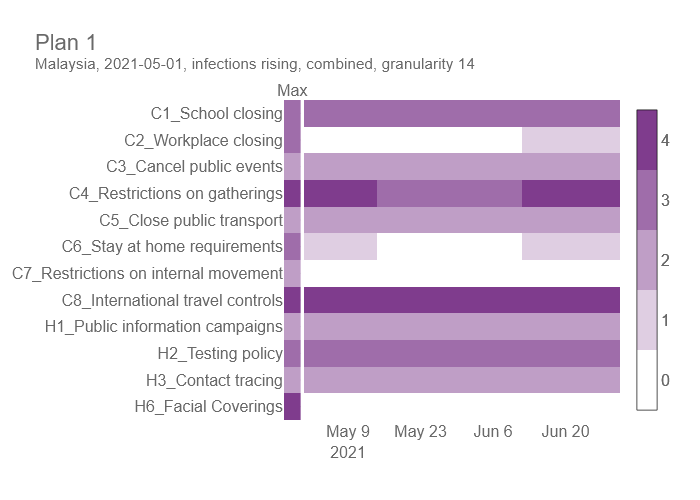 Plan 1
Malaysia, 2021-05-01, infections rising, combined, granularity 14
Max
C1_School closing
C2_Workplace closing
C3_Cancel public events
C4_Restrictions on gatherings
C5_Close public transport
C6_Stay at home requirements
C7_Restrictions on internal movement
C8_International travel controls
H1_Public information campaigns
H2_Testing policy
H3_Contact tracing
H6_Facial Coverings
4
3
2
1
0
May 9 May 23 Jun 6 Jun 20
2021